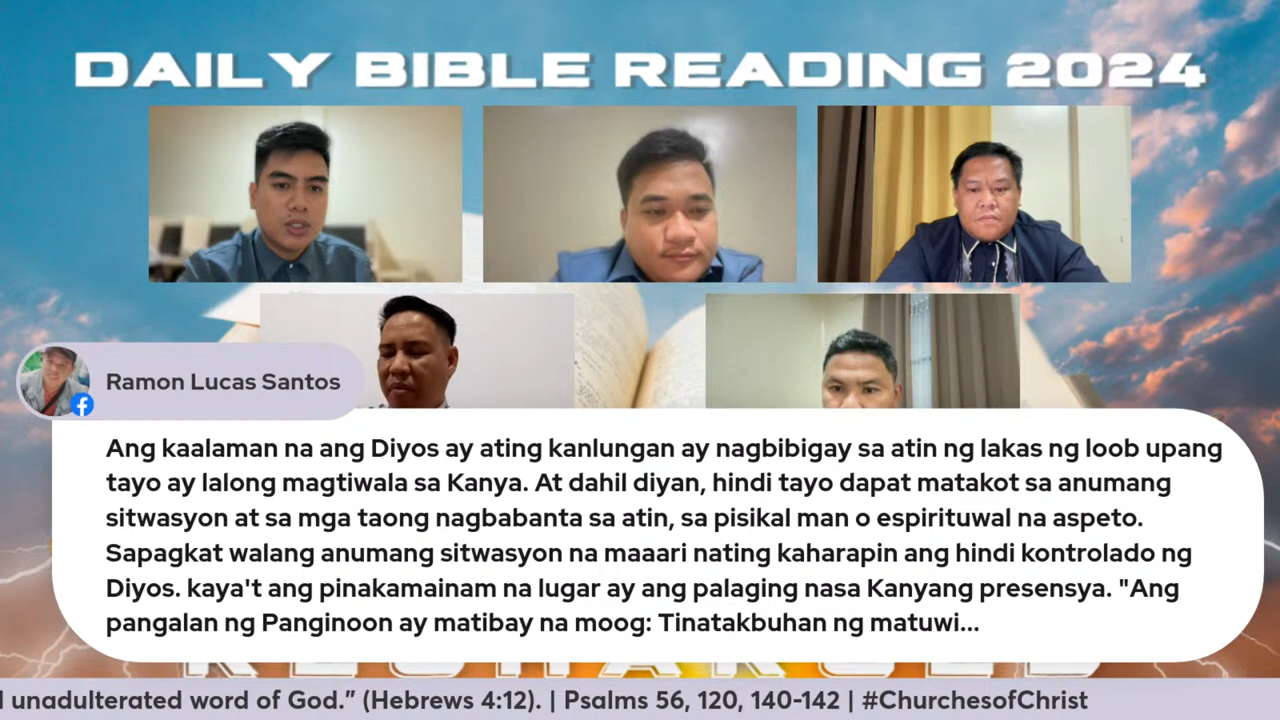 DAILY BIBLE READING 2024
Ramon Lucas Santos
Ang kaalaman na ang Diyos ay ating kanlungan ay nagbibigay sa atin ng lakas ng loob upang
tayo ay lalong magtiwala sa Kanya. At dahil diyan, hindi tayo dapat matakot sa anumang
sitwasyon at sa mga taong nagbabanta sa atin, sa pisikal man o espirituwal na aspeto.
Sapagkat walang anumang sitwasyon na maaari nating kaharapin ang hindi kontrolado ng
Diyos. kaya't ang pinakamainam na lugar ay ang palaging nasa Kanyang presensya. "Ang
pangalan ng Panginoon ay matibay na moog: Tinatakbuhan ng matuwi...
unadulterated word of God.” (Hebrews 4:12). | Psalms 56, 120, 140-142 | #ChurchesofChrist